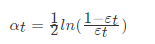 αt = 1/2 ln(1−εt/εt)